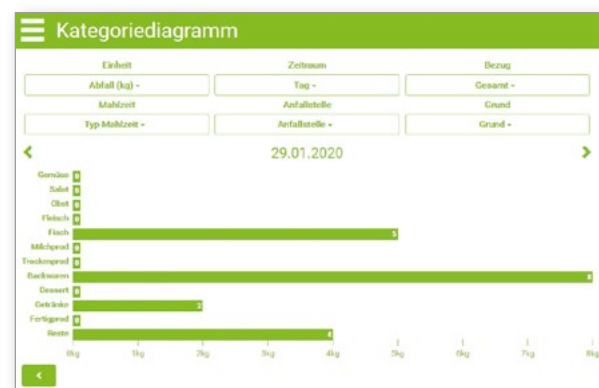 Kategoriediagramm
Einheit Zeitraum Bezug
Abfall (kg) Tag Gesamt
Mahlzeit Anfallstelle Grund
Typ Mahlzeit Anfallstelle Grund
29.01.2020
Gemüse 0
Salat 0
Obst 0
Fleisch 0
Fisch 5
Milchprod 0
Trockenprod 0
Backwaren 8
Dessert 0
Getränke 2
Fertigprod 0
Reste 4
0kg 1kg 2kg 3kg 4kg 5kg 6kg 7kg 8kg